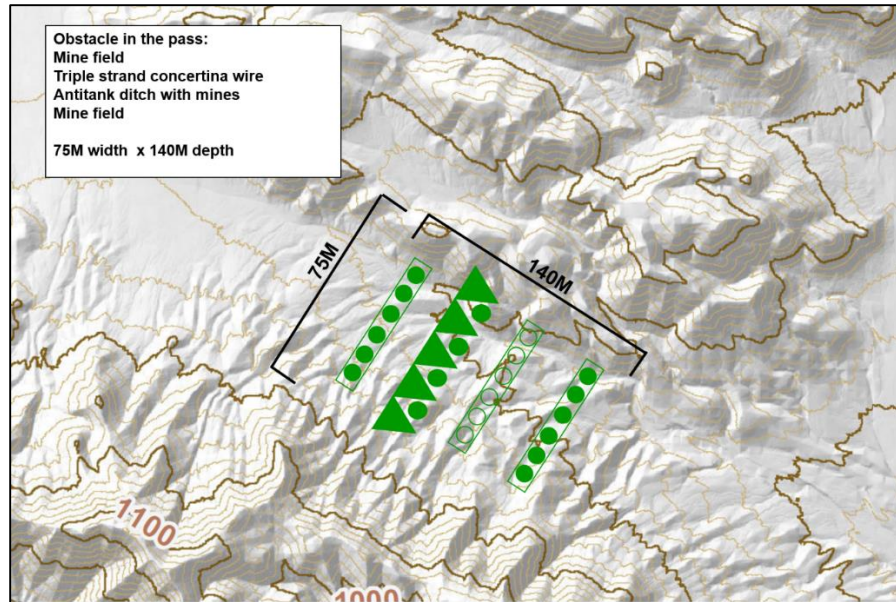 Obstacle in the pass:
Mine field
Triple strand concertina wire
Antitank ditch with mines
Mine field
75M width  x 140M depth
75M
140M
1100
1000